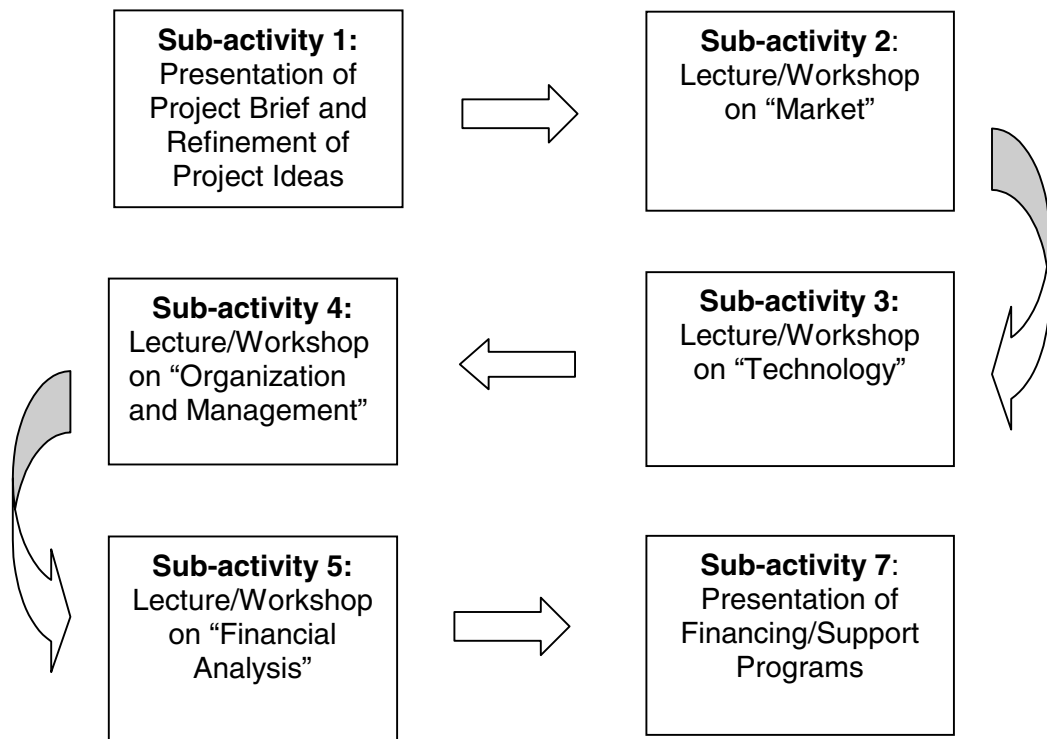 Sub-activity 1:
Presentation of
Project Brief and
Refinement of
Project Ideas
Sub-activity 2:
Lecture/Workshop
on “Market”
Sub-activity 3:
Lecture/Workshop
on “Technology”
Sub-activity 4:
Lecture/Workshop
on “Organization
and Management”
Sub-activity 5:
Lecture/Workshop
on “Financial
Analysis”
Sub-activity 7:
Presentation of
Financing/Support
Programs